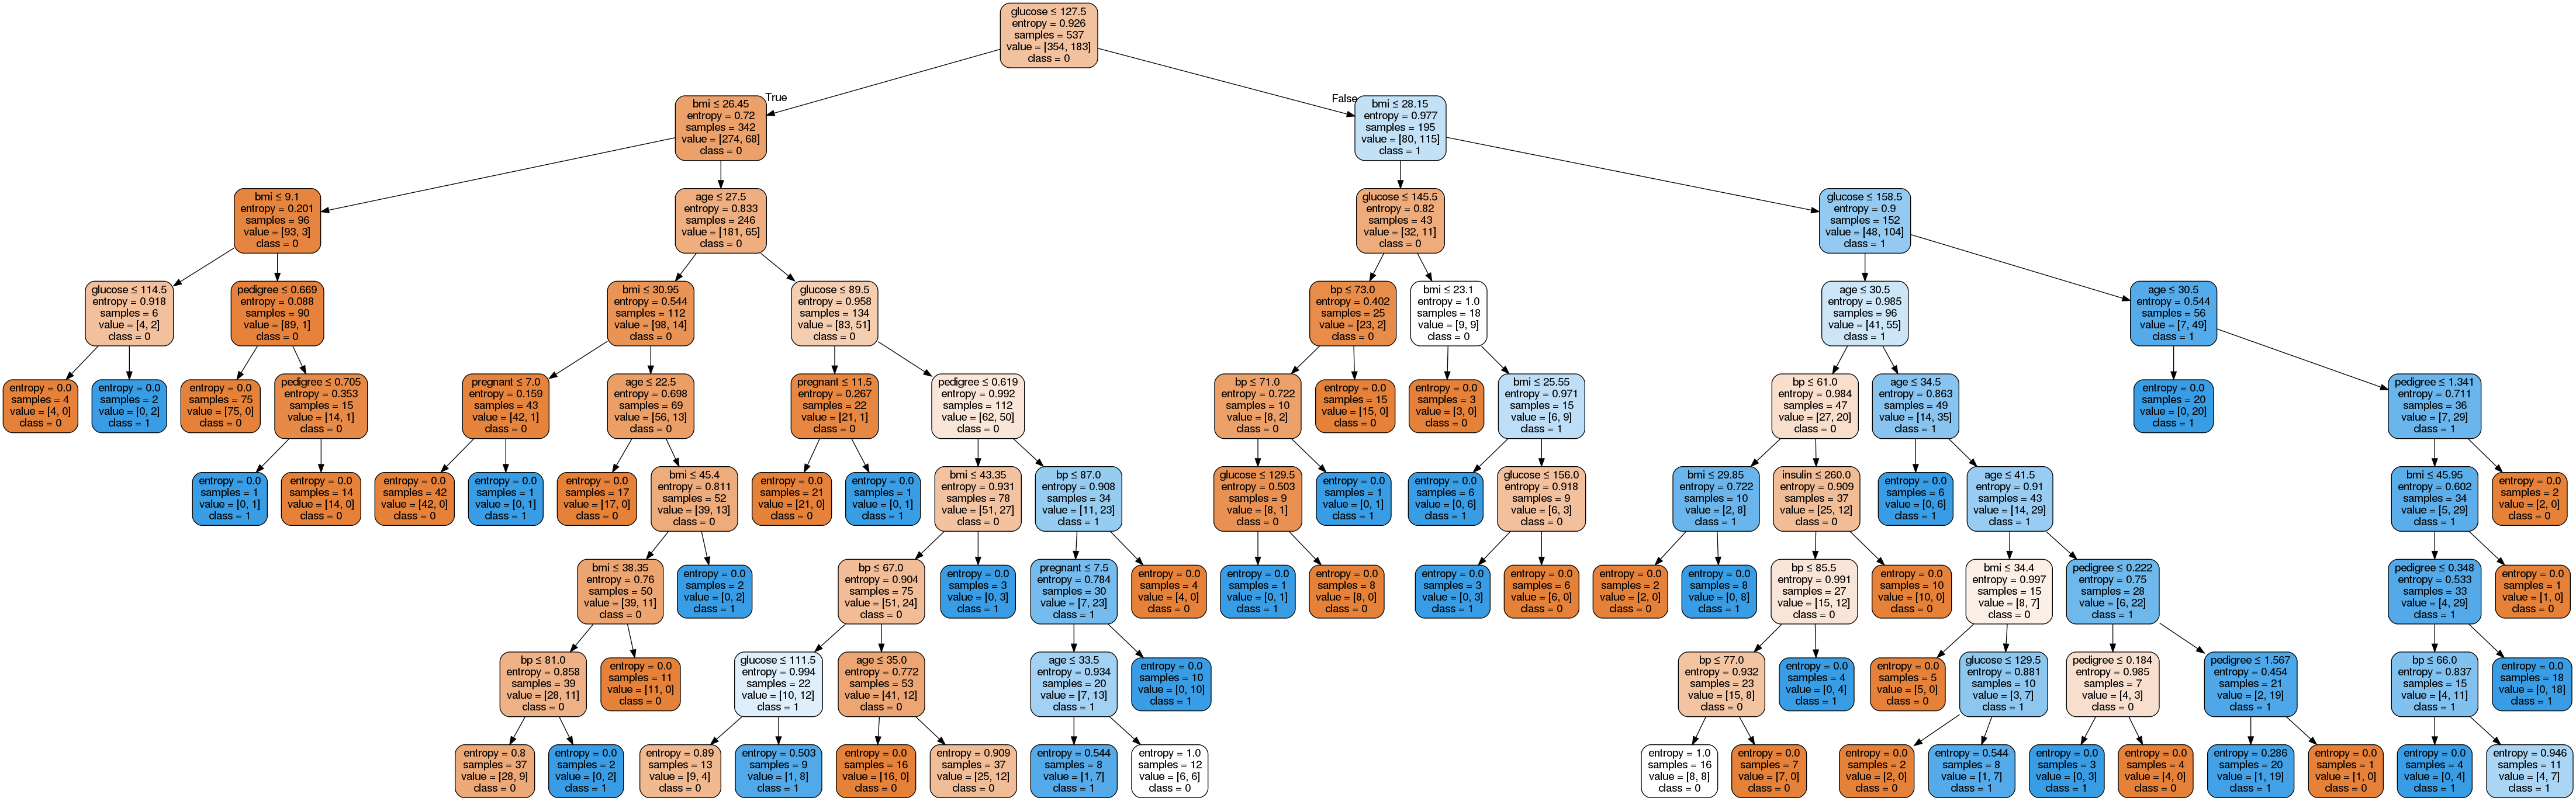 glucose ≤ 127.5
entropy = 0.926
samples = 537
value = [354, 183]
class = 0
True
False
bmi ≤ 26.45
entropy = 0.72
samples = 342
value = [274, 68]
class = 0
bmi ≤ 28.15
entropy = 0.977
samples = 195
value = [80, 115]
class = 1
bmi ≤ 9.1
entropy = 0.201
samples = 96
value = [93, 3]
class = 0
age ≤ 27.5
entropy = 0.833
samples = 246
value = [181, 65]
class = 0
glucose ≤ 145.5
entropy = 0.82
samples = 43
value = [32, 11]
class = 0
glucose ≤ 158.5
entropy = 0.9
samples = 152
value = [48, 104]
class = 1
glucose ≤ 114.5
entropy = 0.918
samples = 6
value = [4, 2]
class = 0
pedigree ≤ 0.669
entropy = 0.088
samples = 90
value = [89, 1]
class = 0
bmi ≤ 30.95
entropy = 0.544
samples = 112
value = [98, 14]
class = 0
glucose ≤ 89.5
entropy = 0.958
samples = 134
value = [83, 51]
class = 0
bp ≤ 73.0
entropy = 0.402
samples = 25
value = [23, 2]
class = 0
bmi ≤ 23.1
entropy = 1.0
samples = 18
value = [9, 9]
class = 0
age ≤ 30.5
entropy = 0.985
samples = 96
value = [41, 55]
class = 1
age ≤ 30.5
entropy = 0.544
samples = 56
value = [7, 49]
class = 1
entropy = 0.0
samples = 4
value = [4, 0]
class = 0
entropy = 0.0
samples = 2
value = [0, 2]
class = 1
entropy = 0.0
samples = 75
value = [75, 0]
class = 0
pedigree ≤ 0.705
entropy = 0.353
samples = 15
value = [14, 1]
class = 0
pregnant ≤ 7.0
entropy = 0.159
samples = 43
value = [42, 1]
class = 0
age ≤ 22.5
entropy = 0.698
samples = 69
value = [56, 13]
class = 0
pregnant ≤ 11.5
entropy = 0.267
samples = 22
value = [21, 1]
class = 0
pedigree ≤ 0.619
entropy = 0.992
samples = 112
value = [62, 50]
class = 0
bp ≤ 71.0
entropy = 0.722
samples = 10
value = [8, 2]
class = 0
entropy = 0.0
samples = 15
value = [15, 0]
class = 0
entropy = 0.0
samples = 3
value = [3, 0]
class = 0
bmi ≤ 25.55
entropy = 0.971
samples = 15
value = [6, 9]
class = 1
bp ≤ 61.0
entropy = 0.984
samples = 47
value = [27, 20]
class = 0
age ≤ 34.5
entropy = 0.863
samples = 49
value = [14, 35]
class = 1
entropy = 0.0
samples = 20
value = [0, 20]
class = 1
pedigree ≤ 1.341
entropy = 0.711
samples = 36
value = [7, 29]
class = 1
entropy = 0.0
samples = 1
value = [0, 1]
class = 1
entropy = 0.0
samples = 14
value = [14, 0]
class = 0
entropy = 0.0
samples = 42
value = [42, 0]
class = 0
entropy = 0.0
samples = 1
value = [0, 1]
class = 1
entropy = 0.0
samples = 17
value = [17, 0]
class = 0
bmi ≤ 45.4
entropy = 0.811
samples = 52
value = [39, 13]
class = 0
entropy = 0.0
samples = 21
value = [21, 0]
class = 0
entropy = 0.0
samples = 1
value = [0, 1]
class = 1
bmi ≤ 43.35
entropy = 0.931
samples = 78
value = [51, 27]
class = 0
bp ≤ 87.0
entropy = 0.908
samples = 34
value = [11, 23]
class = 1
glucose ≤ 129.5
entropy = 0.503
samples = 9
value = [8, 1]
class = 0
entropy = 0.0
samples = 1
value = [0, 1]
class = 1
entropy = 0.0
samples = 6
value = [0, 6]
class = 1
glucose ≤ 156.0
entropy = 0.918
samples = 9
value = [6, 3]
class = 0
bmi ≤ 29.85
entropy = 0.722
samples = 10
value = [2, 8]
class = 1
insulin ≤ 260.0
entropy = 0.909
samples = 37
value = [25, 12]
class = 0
entropy = 0.0
samples = 6
value = [0, 6]
class = 1
age ≤ 41.5
entropy = 0.91
samples = 43
value = [14, 29]
class = 1
bmi ≤ 45.95
entropy = 0.602
samples = 34
value = [5, 29]
class = 1
entropy = 0.0
samples = 2
value = [2, 0]
class = 0
bmi ≤ 38.35
entropy = 0.76
samples = 50
value = [39, 11]
class = 0
entropy = 0.0
samples = 2
value = [0, 2]
class = 1
bp ≤ 67.0
entropy = 0.904
samples = 75
value = [51, 24]
class = 0
entropy = 0.0
samples = 3
value = [0, 3]
class = 1
pregnant ≤ 7.5
entropy = 0.784
samples = 30
value = [7, 23]
class = 1
entropy = 0.0
samples = 4
value = [4, 0]
class = 0
entropy = 0.0
samples = 1
value = [0, 1]
class = 1
entropy = 0.0
samples = 8
value = [8, 0]
class = 0
entropy = 0.0
samples = 3
value = [0, 3]
class = 1
entropy = 0.0
samples = 6
value = [6, 0]
class = 0
entropy = 0.0
samples = 2
value = [2, 0]
class = 0
entropy = 0.0
samples = 8
value = [0, 8]
class = 1
bp ≤ 85.5
entropy = 0.991
samples = 27
value = [15, 12]
class = 0
entropy = 0.0
samples = 10
value = [10, 0]
class = 0
bmi ≤ 34.4
entropy = 0.997
samples = 15
value = [8, 7]
class = 0
pedigree ≤ 0.222
entropy = 0.75
samples = 28
value = [6, 22]
class = 1
pedigree ≤ 0.348
entropy = 0.533
samples = 33
value = [4, 29]
class = 1
entropy = 0.0
samples = 1
value = [1, 0]
class = 0
bp ≤ 81.0
entropy = 0.858
samples = 39
value = [28, 11]
class = 0
entropy = 0.0
samples = 11
value = [11, 0]
class = 0
glucose ≤ 111.5
entropy = 0.994
samples = 22
value = [10, 12]
class = 1
age ≤ 35.0
entropy = 0.772
samples = 53
value = [41, 12]
class = 0
age ≤ 33.5
entropy = 0.934
samples = 20
value = [7, 13]
class = 1
entropy = 0.0
samples = 10
value = [0, 10]
class = 1
bp ≤ 77.0
entropy = 0.932
samples = 23
value = [15, 8]
class = 0
entropy = 0.0
samples = 4
value = [0, 4]
class = 1
entropy = 0.0
samples = 5
value = [5, 0]
class = 0
glucose ≤ 129.5
entropy = 0.881
samples = 10
value = [3, 7]
class = 1
pedigree ≤ 0.184
entropy = 0.985
samples = 7
value = [4, 3]
class = 0
pedigree ≤ 1.567
entropy = 0.454
samples = 21
value = [2, 19]
class = 1
bp ≤ 66.0
entropy = 0.837
samples = 15
value = [4, 11]
class = 1
entropy = 0.0
samples = 18
value = [0, 18]
class = 1
entropy = 0.8
samples = 37
value = [28, 9]
class = 0
entropy = 0.0
samples = 2
value = [0, 2]
class = 1
entropy = 0.89
samples = 13
value = [9, 4]
class = 0
entropy = 0.503
samples = 9
value = [1, 8]
class = 1
entropy = 0.0
samples = 16
value = [16, 0]
class = 0
entropy = 0.909
samples = 37
value = [25, 12]
class = 0
entropy = 0.544
samples = 8
value = [1, 7]
class = 1
entropy = 1.0
samples = 12
value = [6, 6]
class = 0
entropy = 1.0
samples = 16
value = [8, 8]
class = 0
entropy = 0.0
samples = 7
value = [7, 0]
class = 0
entropy = 0.0
samples = 2
value = [2, 0]
class = 0
entropy = 0.544
samples = 8
value = [1, 7]
class = 1
entropy = 0.0
samples = 3
value = [0, 3]
class = 1
entropy = 0.0
samples = 4
value = [4, 0]
class = 0
entropy = 0.286
samples = 20
value = [1, 19]
class = 1
entropy = 0.0
samples = 1
value = [1, 0]
class = 0
entropy = 0.0
samples = 4
value = [0, 4]
class = 1
entropy = 0.946
samples = 11
value = [4, 7]
class = 1